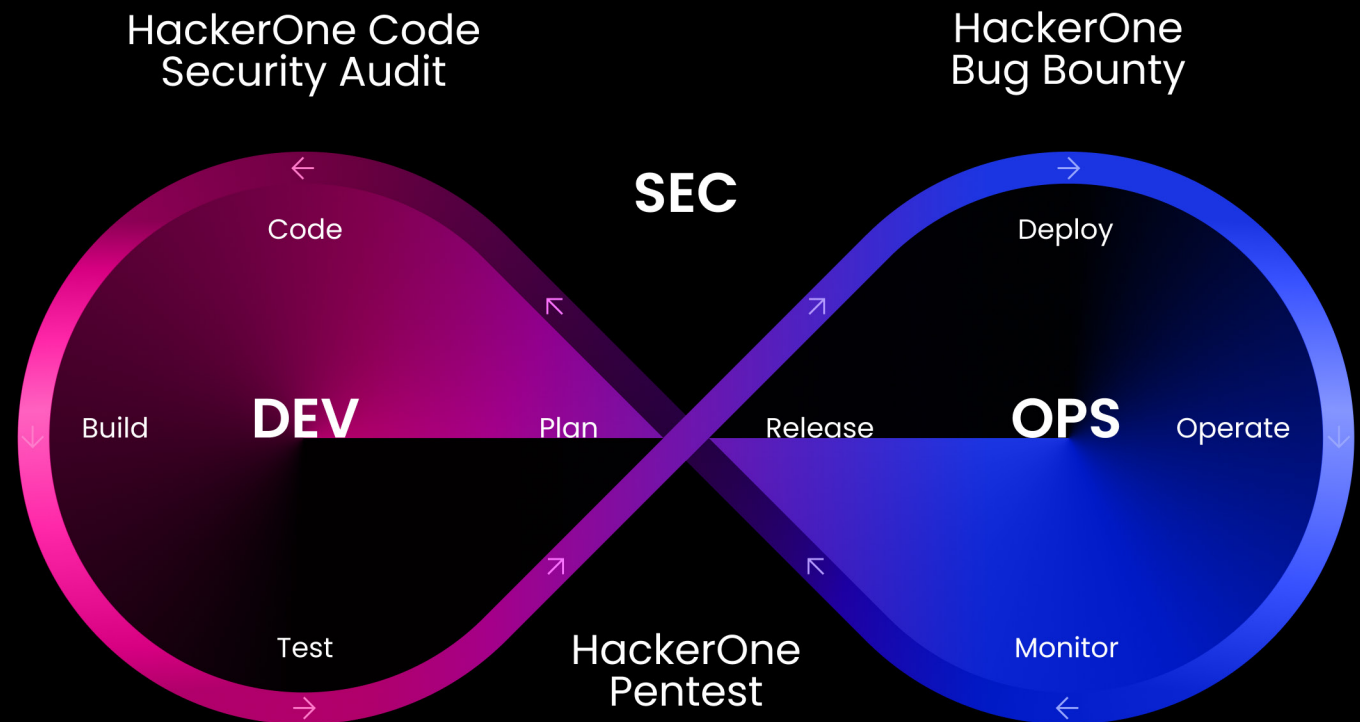 HackerOne Code
Security Audit
HackerOne
Bug Bounty
SEC
Code
Deploy
Build
DEV
Plan
Release
OPS
Operate
Test
HackerOne
Pentest
Monitor